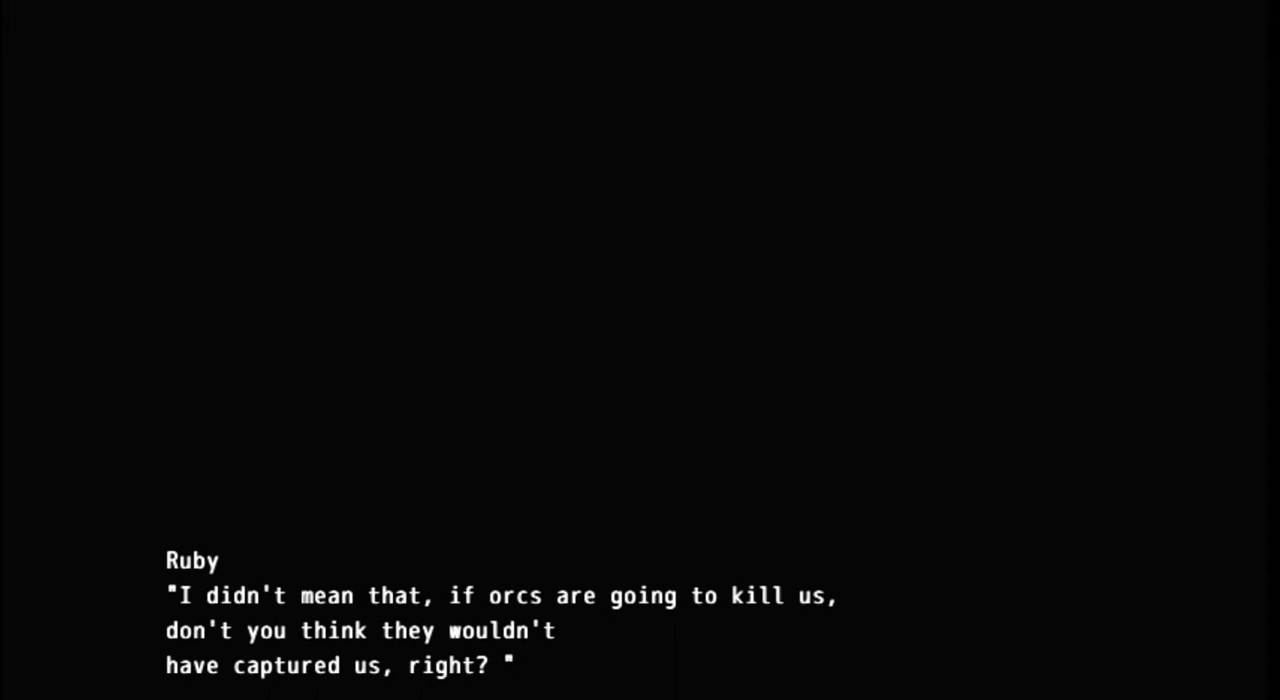 Ruby
"I didn't mean that, if orcs are going to kill us,
don't you think they wouldn't
have captured us, right? "